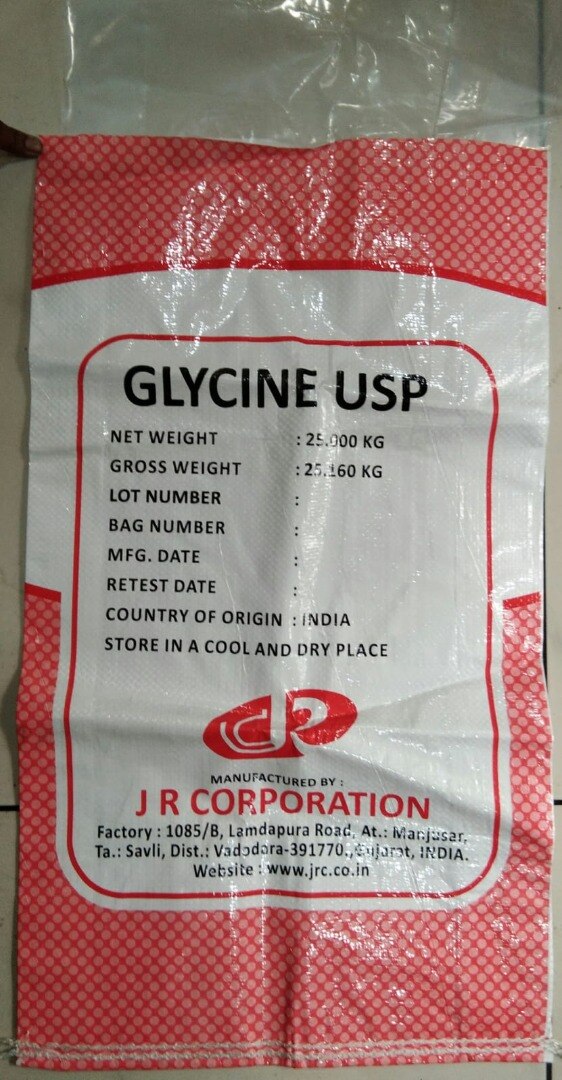 GLYCINE USP
NET WEIGHT : 25.000 KG
GROSS WEIGHT : 25.160 KG
LOT NUMBER :
BAG NUMBER :
MFG. DATE :
RETEST DATE :
COUNTRY OF ORIGIN : INDIA
STORE IN A COOL AND DRY PLACE
MANUFACTURED BY :
J R CORPORATION
Factory : 1085/B, Lamdapura Road, At.: Manjusar,
Ta.: Savli, Dist.: Vadodara-391770., Gujarat, INDIA.
Website : www.jrc.co.in